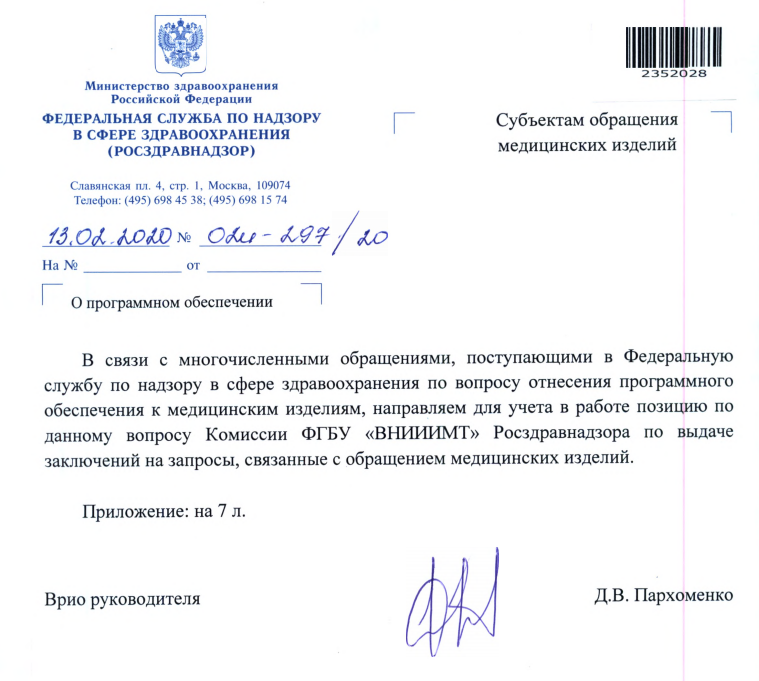 Министерство здравоохранения
Российской Федерации
ФЕДЕРАЛЬНАЯ СЛУЖБА ПО НАДЗОРУ
В СФЕРЕ ЗДРАВООХРАНЕНИЯ
(РОСЗДРАВНАДЗОР)
Славянская пл. 4, стр. 1, Москва, 109074
Телефон: (495) 698 45 38; (495) 698 15 74
13.02.2020 № 02и-297/20
На № от
2352028
Субъектам обращения
медицинских изделий
О программном обеспечении
В связи с многочисленными обращениями, поступающими в Федеральную
службу по надзору в сфере здравоохранения по вопросу отнесения программного
обеспечения к медицинским изделиям, направляем для учета в работе позицию по
данному вопросу Комиссии ФГБУ «ВНИИИМТ» Росздравнадзора по выдаче
заключений на запросы, связанные с обращением медицинских изделий.
Приложение: на 7 л.
Врио руководителя
Д.В. Пархоменко